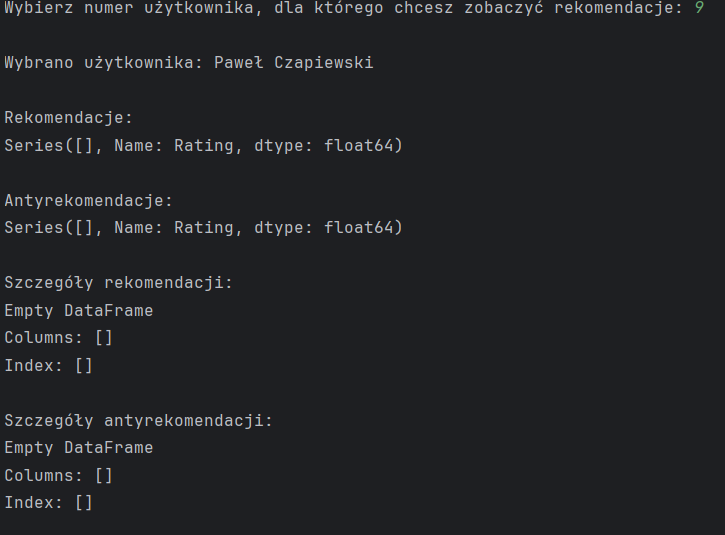 Wybierz numer użytkownika, dla którego chcesz zobaczyć rekomendacje: 9
Wybrano użytkownika: Paweł Czapiewski
Rekomendacje:
Series([], Name: Rating, dtype: float64)
Antyrekomendacje:
Series([], Name: Rating, dtype: float64)
Szczegóły rekomendacji:
Empty DataFrame
Columns: []
Index: []
Szczegóły antyrekomendacji:
Empty DataFrame
Columns: []
Index: []